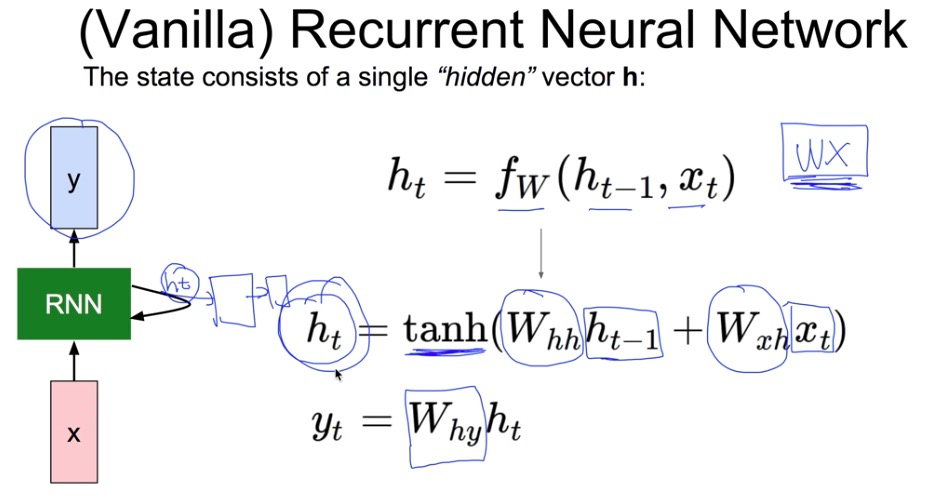 (Vanilla) Recurrent Neural Network
The state consists of a single “hidden” vector h:
y
h_t = f_W(h_{t-1}, x_t)
WX
RNN
ht
h_t = tanh(W_{hh}h_{t-1} + W_{xh}x_t)
x
y_t = W_{hy}h_t